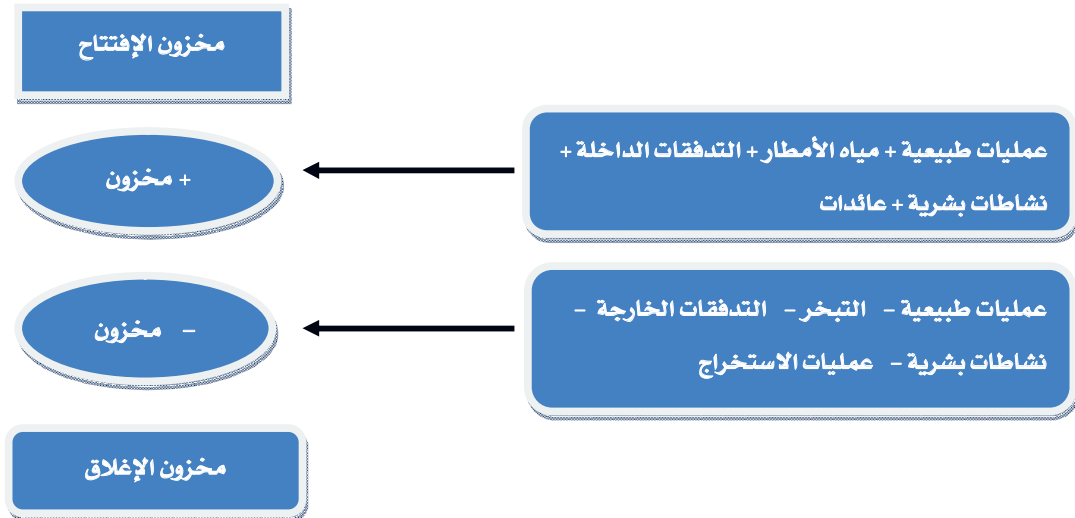 مخزون الإفتتاح
عمليات طبيعية + مياه الأمطار + التدفقات الداخلة +
نشاطات بشرية + عائدات
+ مخزون
عمليات طبيعية – التبخر – التدفقات الخارجة –
نشاطات بشرية – عمليات الاستخراج
– مخزون
مخزون الإغلاق